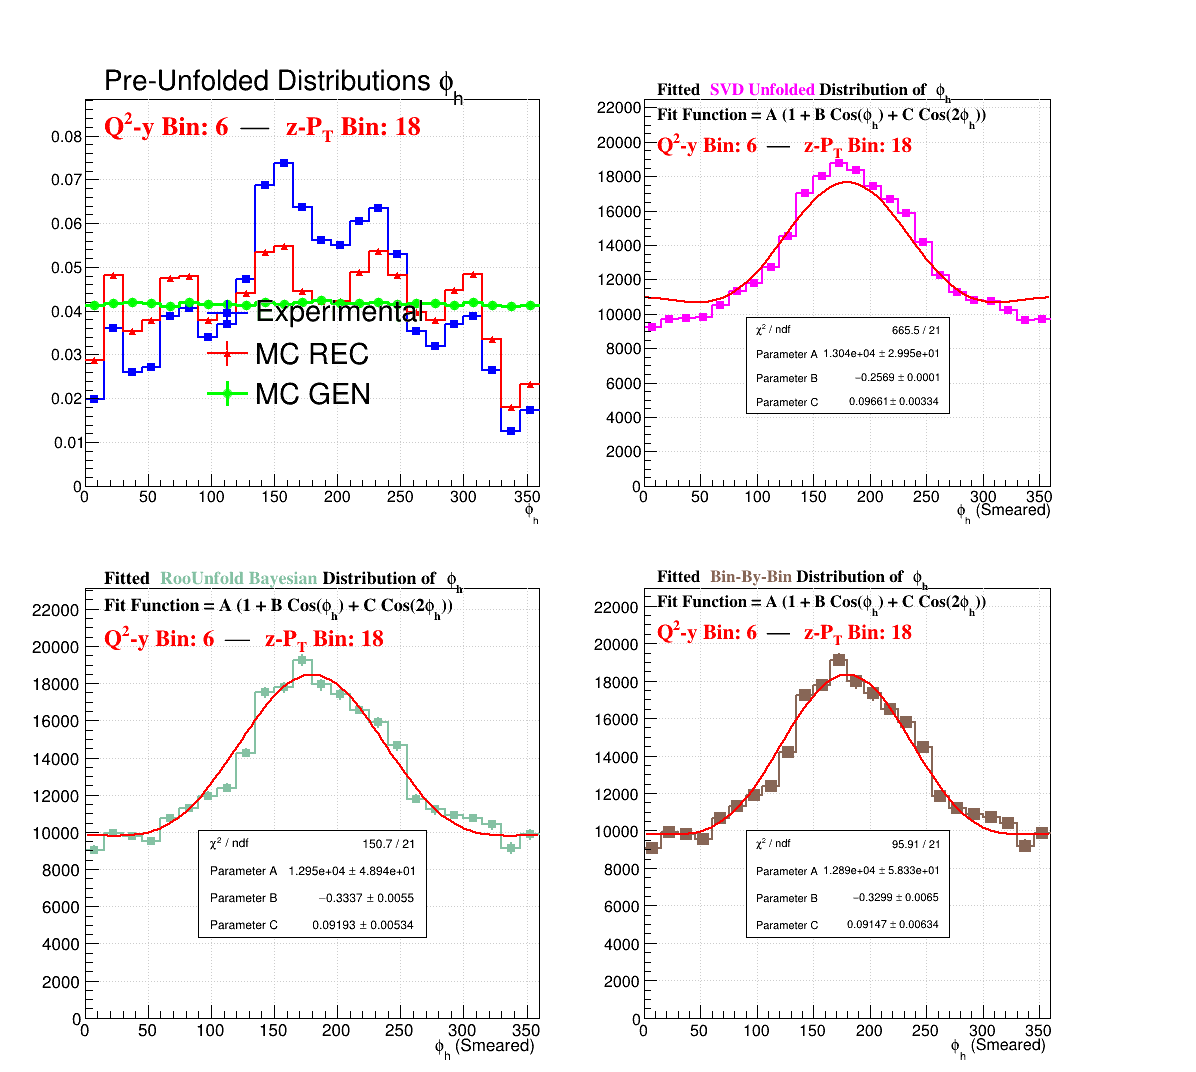 Pre-Unfolded Distributions ϕh
Q²-y Bin: 6 — z-PT Bin: 18
0.08
0.07
0.06
0.05
0.04
0.03
0.02
0.01
0
Experimental
MC REC
MC GEN
0 50 100 150 200 250 300 350
ϕh
Fitted SVD Unfolded Distribution of ϕh
Fit Function = A (1 + B Cos(ϕh) + C Cos(2ϕh))
Q²-y Bin: 6 — z-PT Bin: 18
22000
20000
18000
16000
14000
12000
10000
8000
6000
4000
2000
0
χ² / ndf 665.5 / 21
Parameter A 1.304e+04 ± 2.995e+01
Parameter B −0.2569 ± 0.0001
Parameter C 0.09661 ± 0.00334
0 50 100 150 200 250 300 350
ϕh (Smeared)
Fitted RooUnfold Bayesian Distribution of ϕh
Fit Function = A (1 + B Cos(ϕh) + C Cos(2ϕh))
Q²-y Bin: 6 — z-PT Bin: 18
22000
20000
18000
16000
14000
12000
10000
8000
6000
4000
2000
0
χ² / ndf 150.7 / 21
Parameter A 1.295e+04 ± 4.894e+01
Parameter B −0.3337 ± 0.0055
Parameter C 0.09193 ± 0.00534
0 50 100 150 200 250 300 350
ϕh (Smeared)
Fitted Bin-By-Bin Distribution of ϕh
Fit Function = A (1 + B Cos(ϕh) + C Cos(2ϕh))
Q²-y Bin: 6 — z-PT Bin: 18
22000
20000
18000
16000
14000
12000
10000
8000
6000
4000
2000
0
χ² / ndf 95.91 / 21
Parameter A 1.289e+04 ± 5.833e+01
Parameter B −0.3299 ± 0.0065
Parameter C 0.09147 ± 0.00634
0 50 100 150 200 250 300 350
ϕh (Smeared)